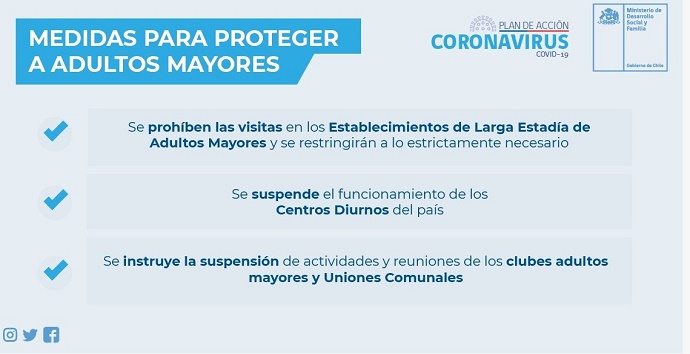 MEDIDAS PARA PROTEGER
A ADULTOS MAYORES
PLAN DE ACCIÓN
CORONAVIRUS
COVID-19
Ministerio de
Desarrollo
Social y
Familia
Gobierno de Chile
Se prohíben las visitas en los Establecimientos de Larga Estadía de
Adultos Mayores y se restringirán a lo estrictamente necesario
Se suspende el funcionamiento de los
Centros Diurnos del país
Se instruye la suspensión de actividades y reuniones de los clubes adultos
mayores y Uniones Comunales